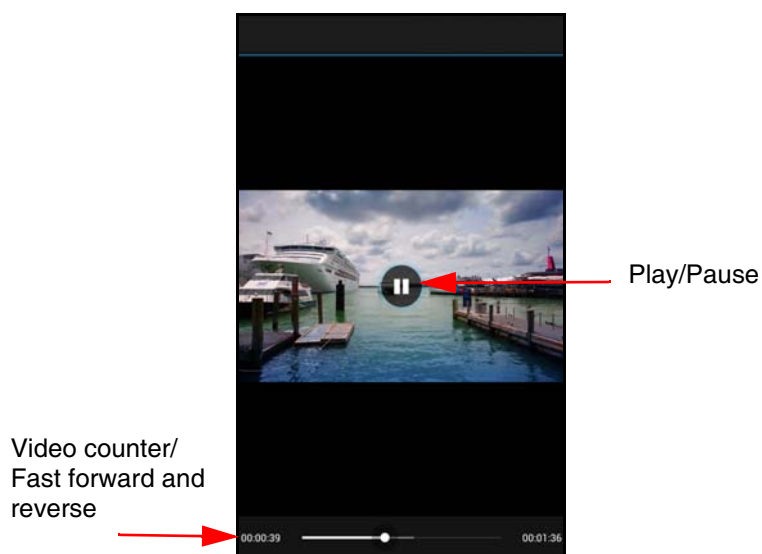 Play/Pause
Video counter/
Fast forward and
reverse
00:00:39
00:01:36